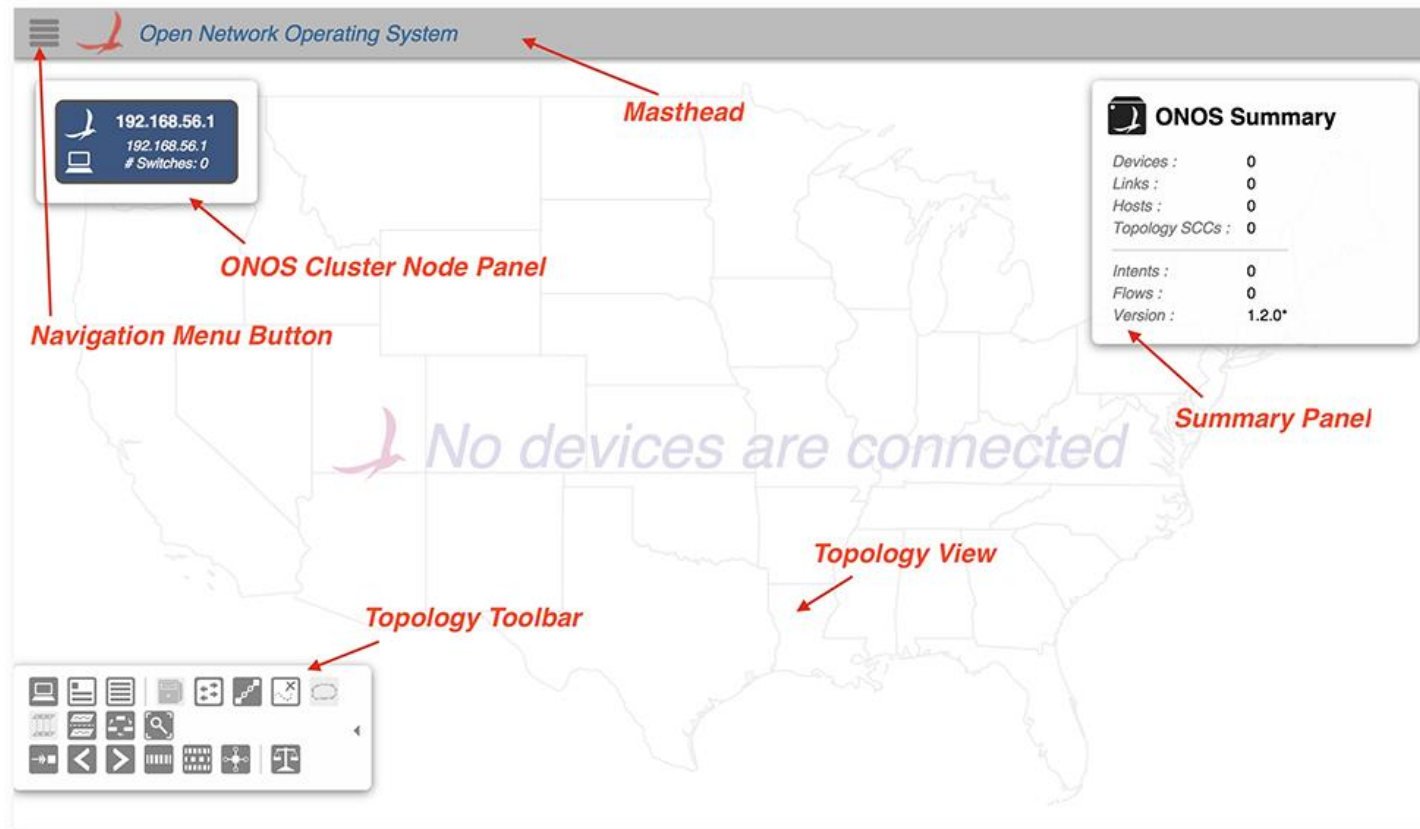 Open Network Operating System
Masthead
192.168.56.1
192.168.56.1
# Switches: 0
ONOS Cluster Node Panel
Navigation Menu Button
ONOS Summary
Devices : 0
Links : 0
Hosts : 0
Topology SCCs : 0
Intents : 0
Flows : 0
Version : 1.2.0*
Summary Panel
No devices are connected
Topology View
Topology Toolbar